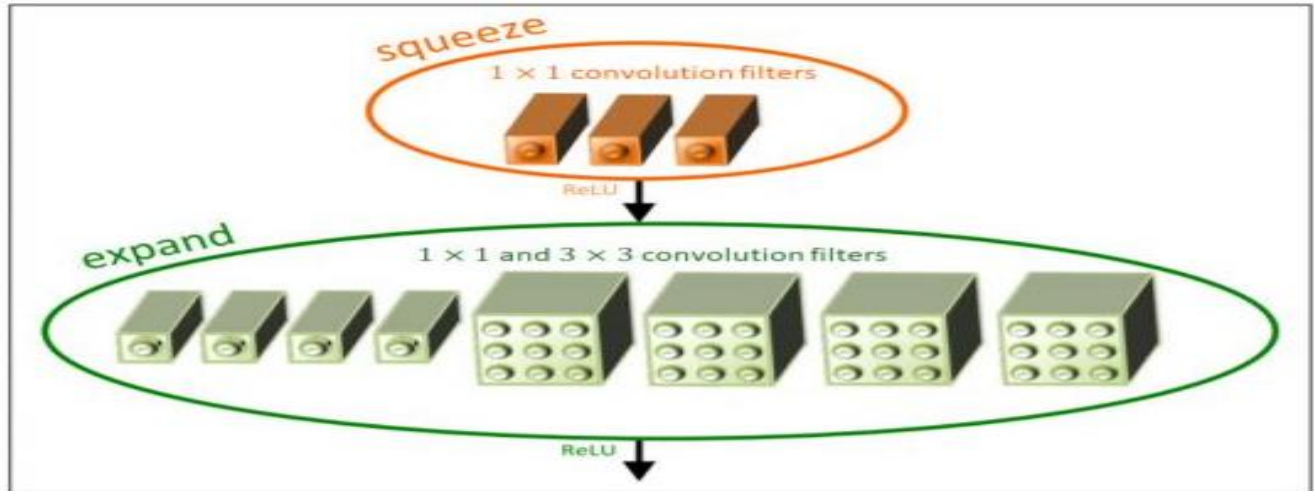 squeeze
1 × 1 convolution filters
ReLU
expand
1 × 1 and 3 × 3 convolution filters
ReLU